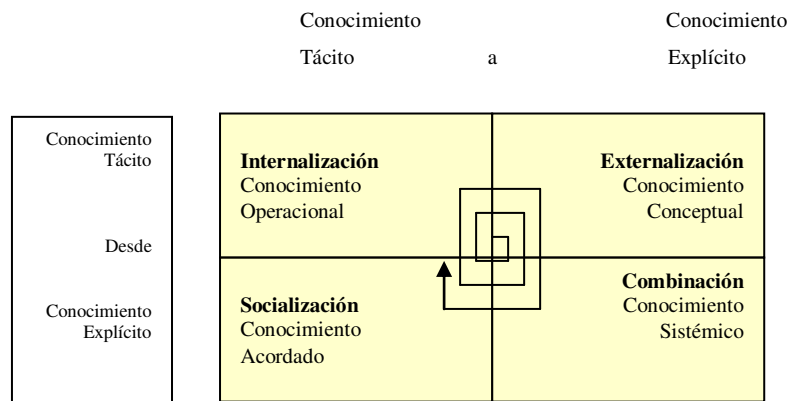 Conocimiento Conocimiento
Tácito a Explícito
Conocimiento
Tácito
Desde
Conocimiento
Explícito
Internalización
Conocimiento
Operacional
Externalización
Conocimiento
Conceptual
Socialización
Conocimiento
Acordado
Combinación
Conocimiento
Sistémico